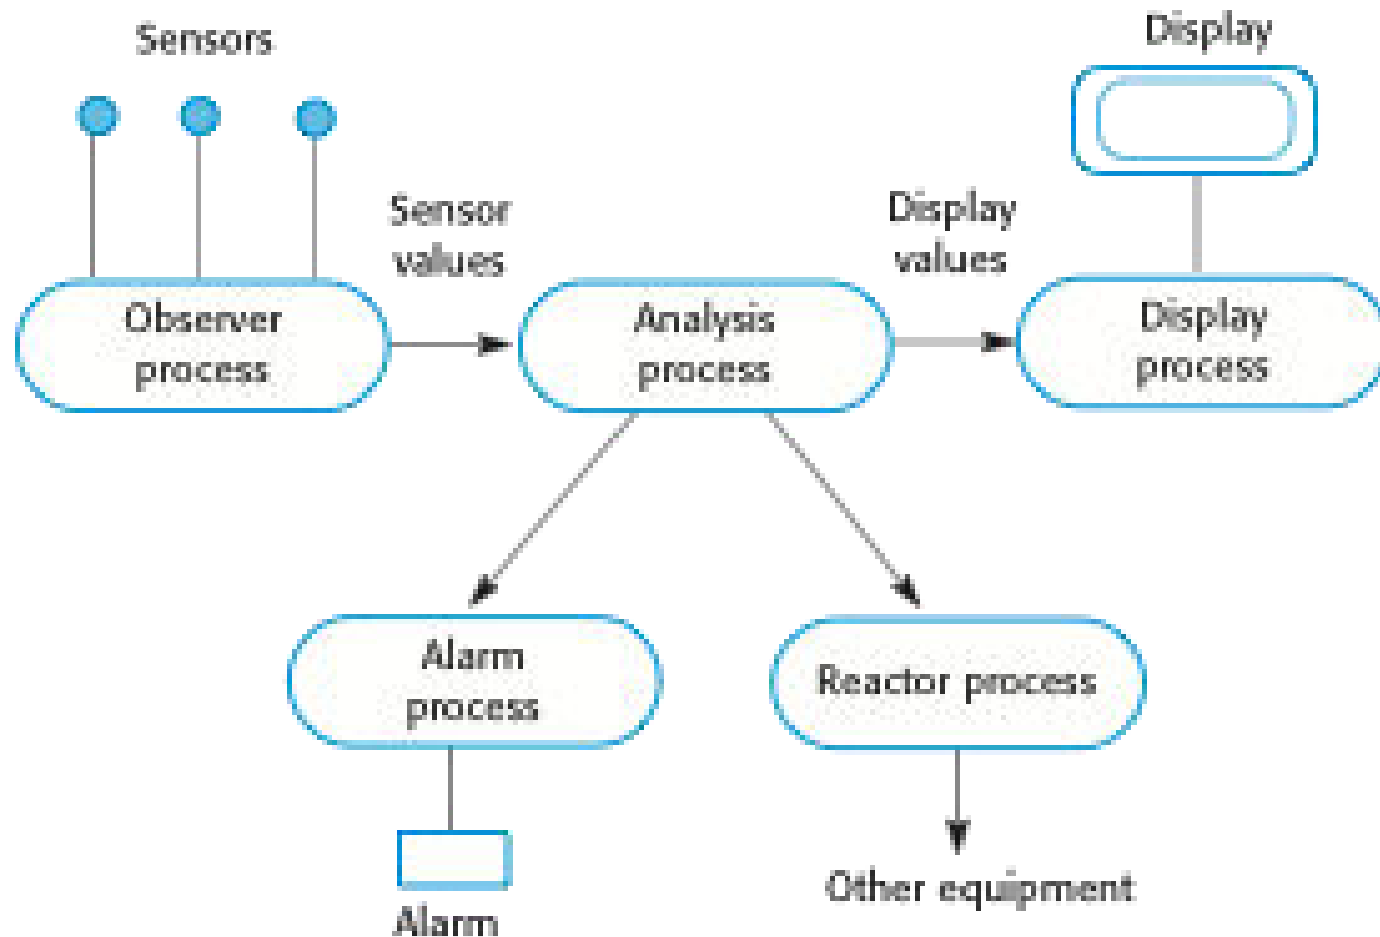 Sensors
Display
Sensor
values
Display
values
Observer
process
Analysis
process
Display
process
Alarm
process
Reactor process
Other equipment
Alarm